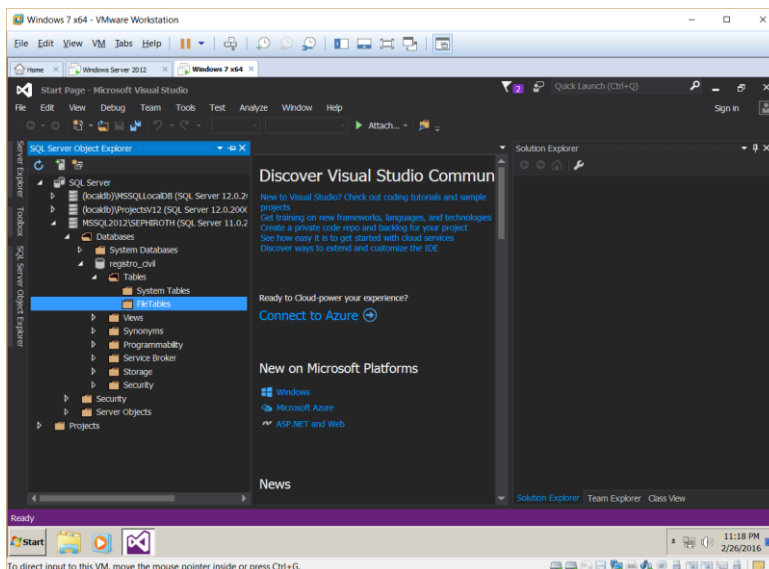 Windows 7 x64 - VMware Workstation
File Edit View VM Tabs Help
Home Windows Server 2012 Windows 7 x64
Start Page - Microsoft Visual Studio
2
Quick Launch (Ctrl+Q)
File Edit View Debug Team Tools Test Analyze Window Help
Sign in
Attach...
Server Explorer
Toolbox
SQL Server Object Explorer
SQL Server Object Explorer
SQL Server
(localdb)\MSSQLLocalDB (SQL Server 12.0.2
(localdb)\ProjectsV12 (SQL Server 12.0.200
MSSQL2012\SEPHIROTH (SQL Server 11.0.2
Databases
System Databases
registro_civil
Tables
System Tables
FileTables
Views
Synonyms
Programmability
Service Broker
Storage
Security
Security
Server Objects
Projects
Discover Visual Studio Commun
New to Visual Studio? Check out coding tutorials and sample
projects
Get training on new frameworks, languages, and technologies
Create a private code repo and backlog for your project
See how easy it is to get started with cloud services
Discover ways to extend and customize the IDE
Ready to Cloud-power your experience?
Connect to Azure
New on Microsoft Platforms
Windows
Microsoft Azure
ASP.NET and Web
News
Solution Explorer
Solution Explorer Team Explorer Class View
Ready
Start
11:18 PM
2/26/2016
To direct input to this VM, move the mouse pointer inside or press Ctrl+G.